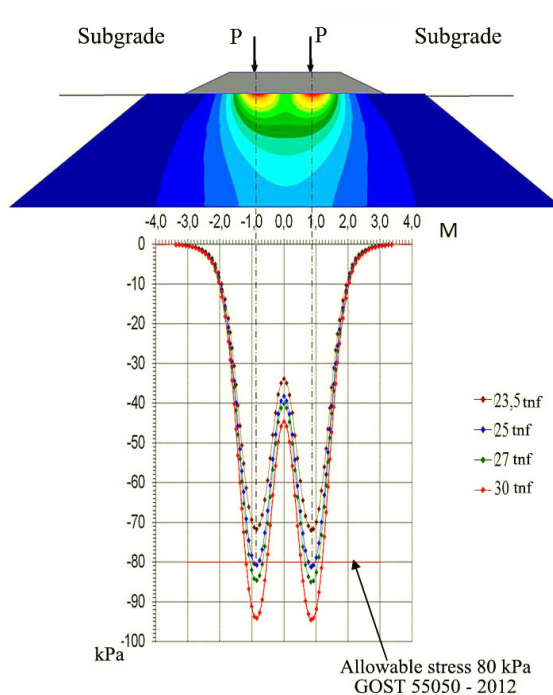 Subgrade P P Subgrade
-4,0 -3,0 -2,0 -1,0 0,0 1,0 2,0 3,0 4,0 M
0
-10
-20
-30
-40
-50
-60
-70
-80
-90
-100
kPa
23,5 tnf
25 tnf
27 tnf
30 tnf
Allowable stress 80 kPa
GOST 55050 - 2012